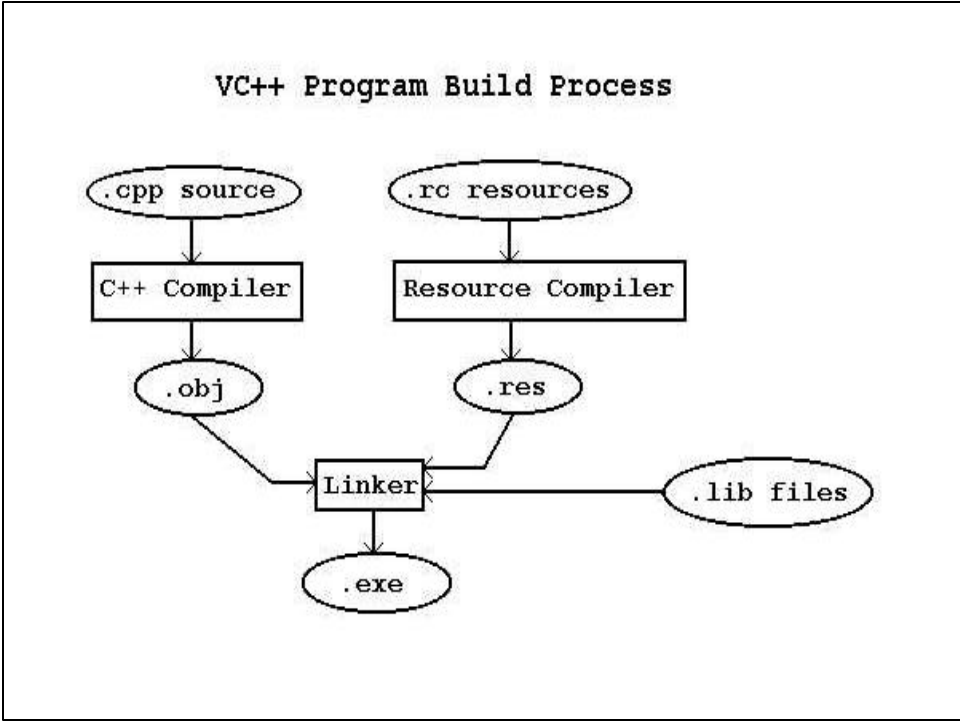 VC++ Program Build Process
.cpp source
.rc resources
C++ Compiler
Resource Compiler
.obj
.res
Linker
.lib files
.exe